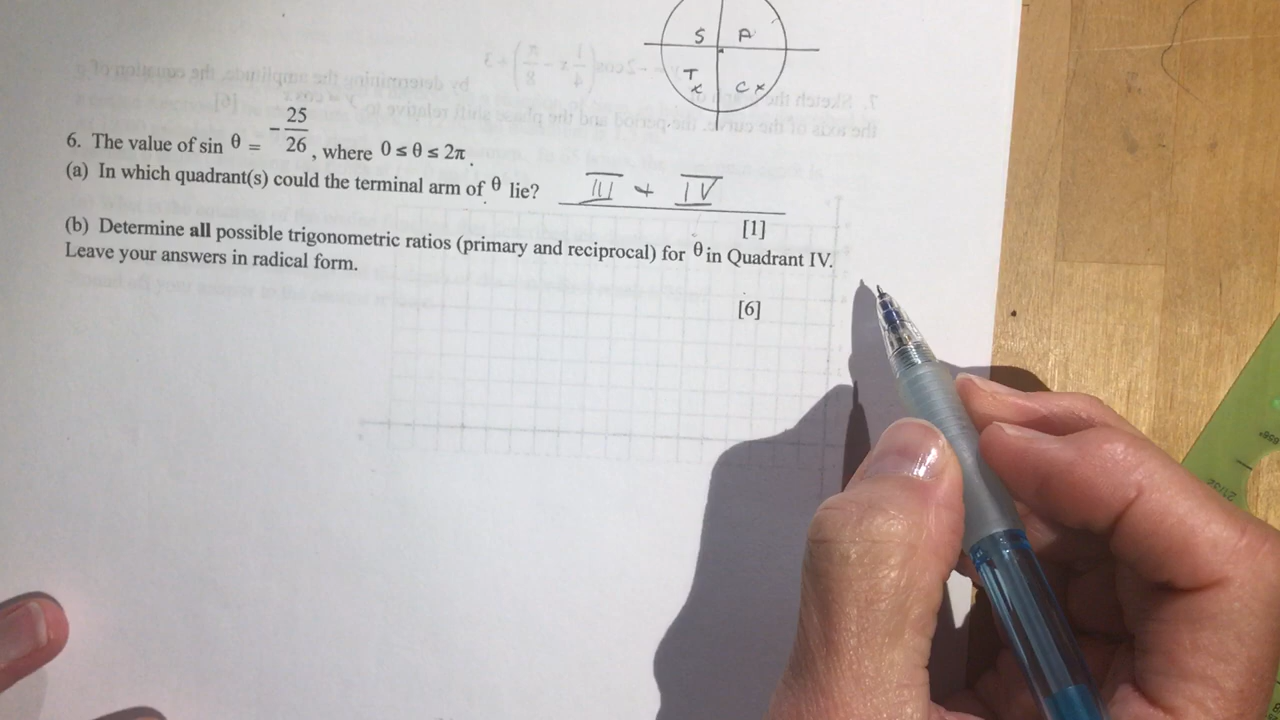 S A
T C x
x
6. The value of sin θ = -25/26, where 0 ≤ θ ≤ 2π.
(a) In which quadrant(s) could the terminal arm of θ lie? III + IV
[1]
(b) Determine all possible trigonometric ratios (primary and reciprocal) for θ in Quadrant IV.
Leave your answers in radical form.
[6]